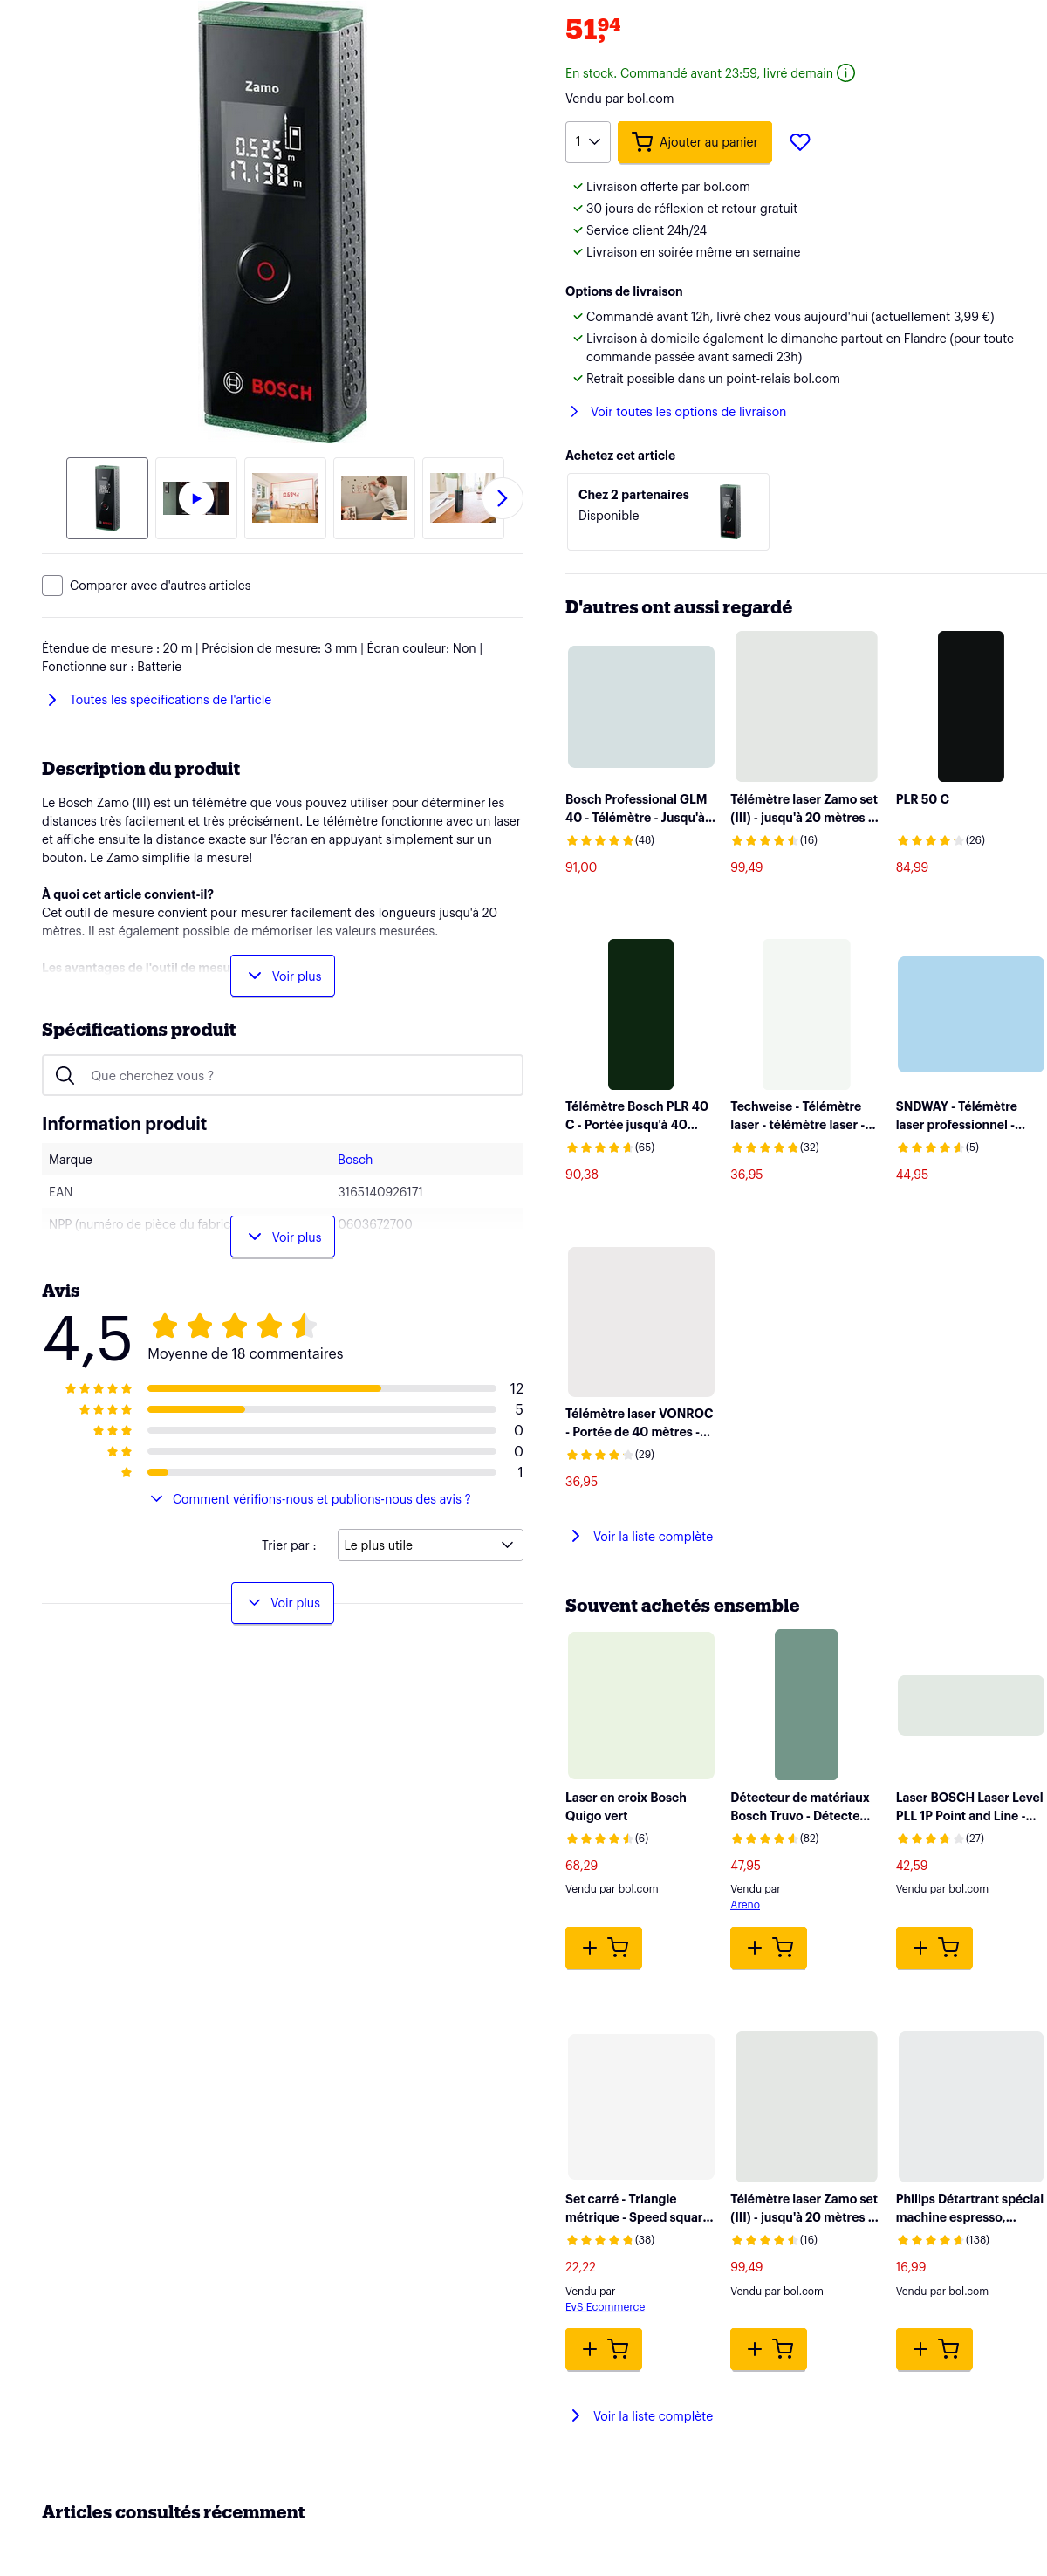 Zamo
0.525 m
17.138 m
BOSCH
Comparer avec d'autres articles
Étendue de mesure : 20 m | Précision de mesure: 3 mm | Écran couleur: Non |
Fonctionne sur : Batterie
Toutes les spécifications de l'article
Description du produit
Le Bosch Zamo (III) est un télémètre que vous pouvez utiliser pour déterminer les
distances très facilement et très précisément. Le télémètre fonctionne avec un laser
et affiche ensuite la distance exacte sur l'écran en appuyant simplement sur un
bouton. Le Zamo simplifie la mesure!
À quoi cet article convient-il?
Cet outil de mesure convient pour mesurer facilement des longueurs jusqu'à 20
mètres. Il est également possible de mémoriser les valeurs mesurées.
Les avantages de l'outil de mesu
Voir plus
Spécifications produit
Que cherchez vous ?
Information produit
Marque Bosch
EAN 3165140926171
NPP (numéro de pièce du fabric 0603672700
Voir plus
Avis
4,5
Moyenne de 18 commentaires
12
5
0
0
1
Comment vérifions-nous et publions-nous des avis ?
Trier par : Le plus utile
Voir plus
51,94
En stock. Commandé avant 23:59, livré demain
Vendu par bol.com
1
Ajouter au panier
Livraison offerte par bol.com
30 jours de réflexion et retour gratuit
Service client 24h/24
Livraison en soirée même en semaine
Options de livraison
Commandé avant 12h, livré chez vous aujourd'hui (actuellement 3,99 €)
Livraison à domicile également le dimanche partout en Flandre (pour toute
commande passée avant samedi 23h)
Retrait possible dans un point-relais bol.com
Voir toutes les options de livraison
Achetez cet article
Chez 2 partenaires
Disponible
D'autres ont aussi regardé
Bosch Professional GLM
40 - Télémètre - Jusqu'à...
(48)
91,00
Télémètre laser Zamo set
(III) - jusqu'à 20 mètres ...
(16)
99,49
PLR 50 C
(26)
84,99
Télémètre Bosch PLR 40
C - Portée jusqu'à 40...
(65)
90,38
Techweise - Télémètre
laser - télémètre laser -...
(32)
36,95
SNDWAY - Télémètre
laser professionnel -...
(5)
44,95
Télémètre laser VONROC
- Portée de 40 mètres -...
(29)
36,95
Voir la liste complète
Souvent achetés ensemble
Laser en croix Bosch
Quigo vert
(6)
68,29
Vendu par bol.com
Détecteur de matériaux
Bosch Truvo - Détecte...
(82)
47,95
Vendu par
Areno
Laser BOSCH Laser Level
PLL 1P Point and Line -...
(27)
42,59
Vendu par bol.com
Set carré - Triangle
métrique - Speed squar...
(38)
22,22
Vendu par
EvS Ecommerce
Télémètre laser Zamo set
(III) - jusqu'à 20 mètres ...
(16)
99,49
Vendu par bol.com
Philips Détartrant spécial
machine espresso,...
(138)
16,99
Vendu par bol.com
Voir la liste complète
Articles consultés récemment